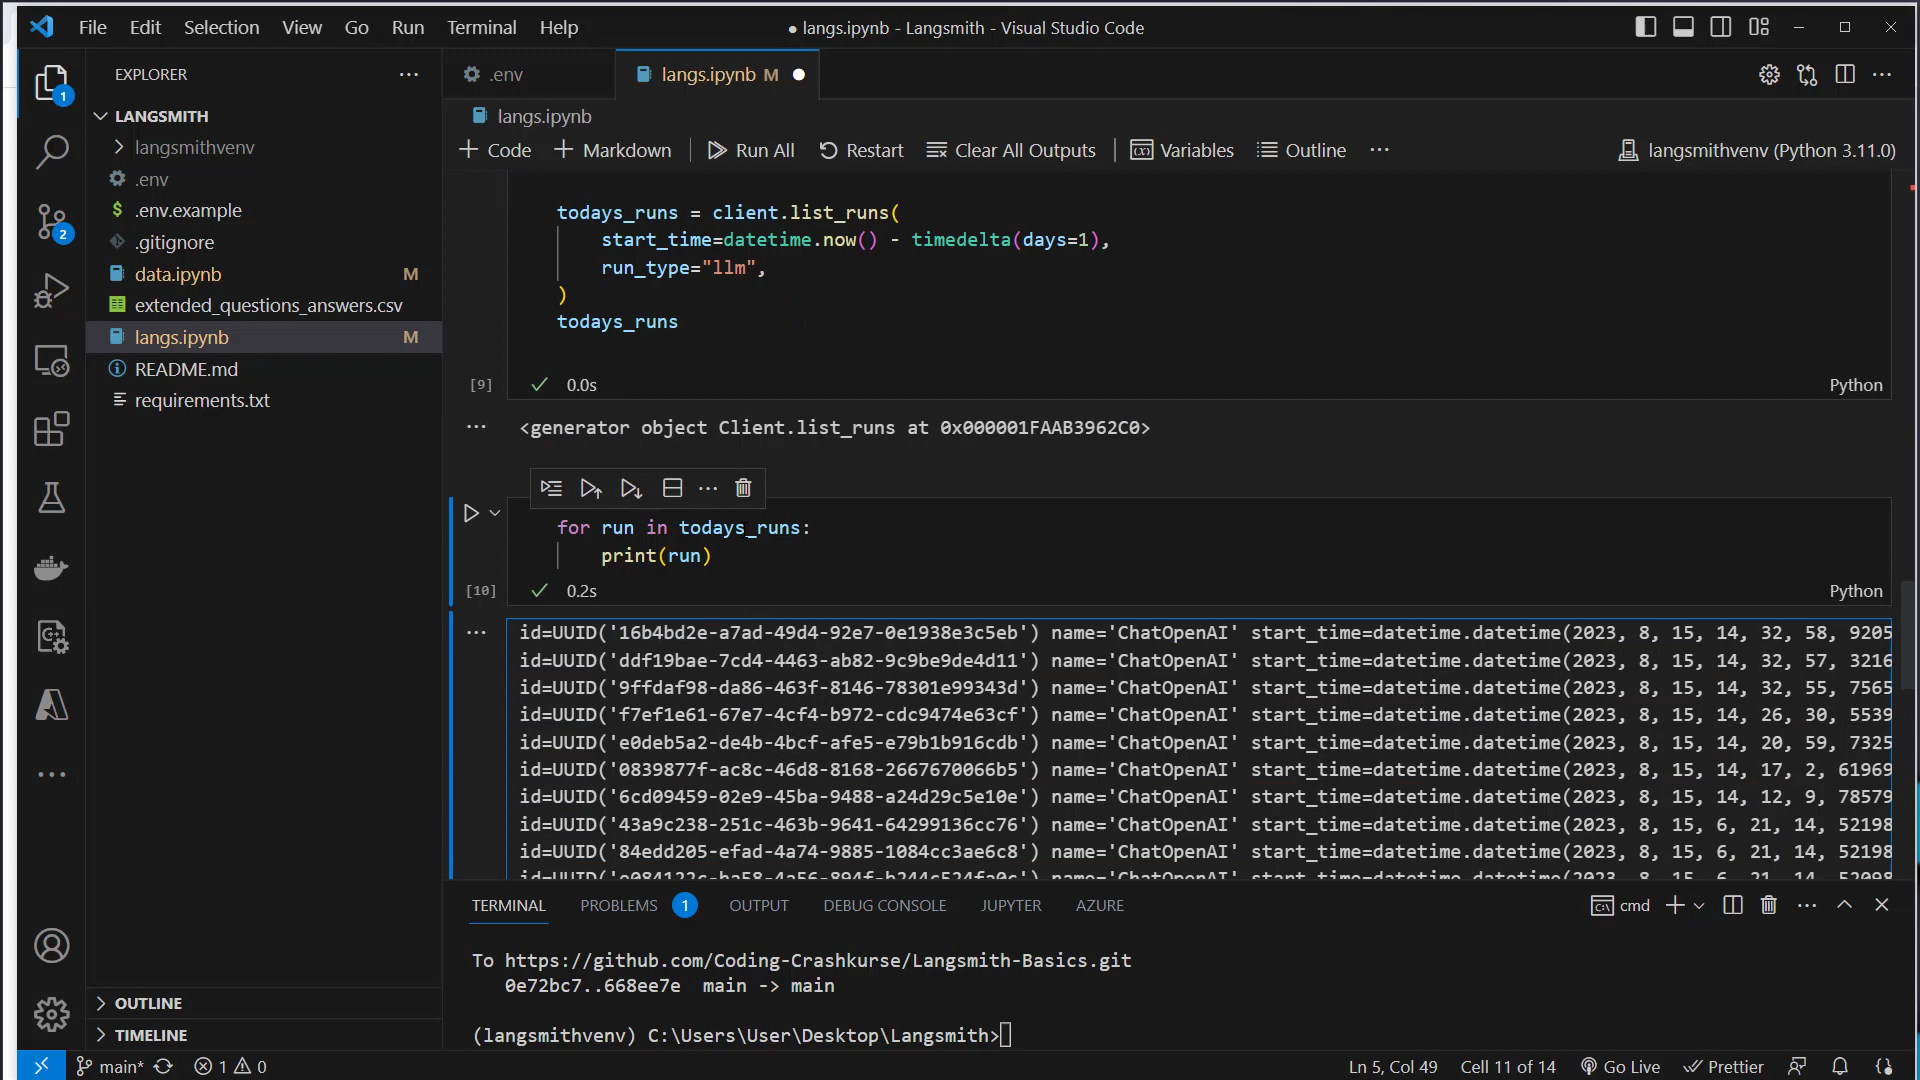 File Edit Selection View Go Run Terminal Help
● langs.ipynb - Langsmith - Visual Studio Code
EXPLORER
.env
langs.ipynb M
LANGSMITH
langs.ipynb
langsmithvenv
.env
.env.example
.gitignore
data.ipynb M
extended_questions_answers.csv
langs.ipynb M
README.md
requirements.txt
Code Markdown Run All Restart Clear All Outputs Variables Outline
langsmithvenv (Python 3.11.0)
todays_runs = client.list_runs(
start_time=datetime.now() - timedelta(days=1),
run_type="llm",
)
todays_runs
[9] 0.0s Python
<generator object Client.list_runs at 0x000001FAAB3962C0>
for run in todays_runs:
print(run)
[10] 0.2s Python
id=UUID('16b4bd2e-a7ad-49d4-92e7-0e1938e3c5eb') name='ChatOpenAI' start_time=datetime.datetime(2023, 8, 15, 14, 32, 58, 9205
id=UUID('ddf19bae-7cd4-4463-ab82-9c9be9de4d11') name='ChatOpenAI' start_time=datetime.datetime(2023, 8, 15, 14, 32, 57, 3216
id=UUID('9ffdaf98-da86-463f-8146-78301e99343d') name='ChatOpenAI' start_time=datetime.datetime(2023, 8, 15, 14, 32, 55, 7565
id=UUID('f7ef1e61-67e7-4cf4-b972-cdc9474e63cf') name='ChatOpenAI' start_time=datetime.datetime(2023, 8, 15, 14, 26, 30, 5539
id=UUID('e0deb5a2-de4b-4bcf-afe5-e79b1b916cdb') name='ChatOpenAI' start_time=datetime.datetime(2023, 8, 15, 14, 20, 59, 7325
id=UUID('0839877f-ac8c-46d8-8168-2667670066b5') name='ChatOpenAI' start_time=datetime.datetime(2023, 8, 15, 14, 17, 2, 61969
id=UUID('6cd09459-02e9-45ba-9488-a24d29c5e10e') name='ChatOpenAI' start_time=datetime.datetime(2023, 8, 15, 14, 12, 9, 78579
id=UUID('43a9c238-251c-463b-9641-64299136cc76') name='ChatOpenAI' start_time=datetime.datetime(2023, 8, 15, 6, 21, 14, 52198
id=UUID('84edd205-efad-4a74-9885-1084cc3ae6c8') name='ChatOpenAI' start_time=datetime.datetime(2023, 8, 15, 6, 21, 14, 52198
name='ChatOpenAI' start_time=datetime.datetime(2023, 8, 15, 6, 21, 14,
TERMINAL PROBLEMS 1 OUTPUT DEBUG CONSOLE JUPYTER AZURE
cmd
To https://github.com/Coding-Crashkurse/Langsmith-Basics.git
0e72bc7..668ee7e main -> main
(langsmithvenv) C:\Users\User\Desktop\Langsmith>
OUTLINE
TIMELINE
main* 1 0
Ln 5, Col 49 Cell 11 of 14 Go Live Prettier
1
2